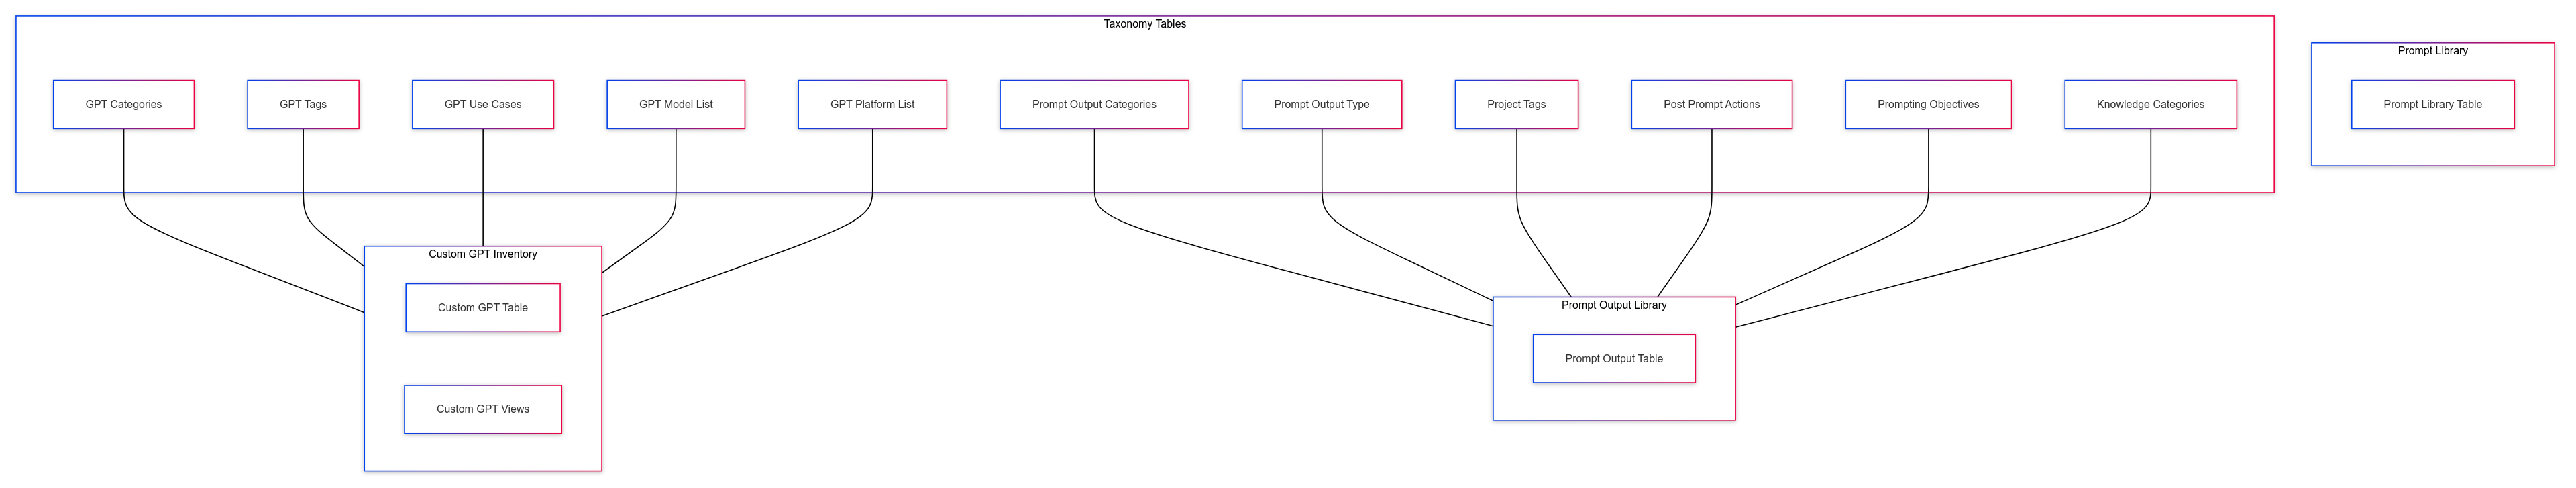 Taxonomy Tables
Prompt Library
GPT Categories
GPT Tags
GPT Use Cases
GPT Model List
GPT Platform List
Prompt Output Categories
Prompt Output Type
Project Tags
Post Prompt Actions
Prompting Objectives
Knowledge Categories
Prompt Library Table
Custom GPT Inventory
Custom GPT Table
Custom GPT Views
Prompt Output Library
Prompt Output Table